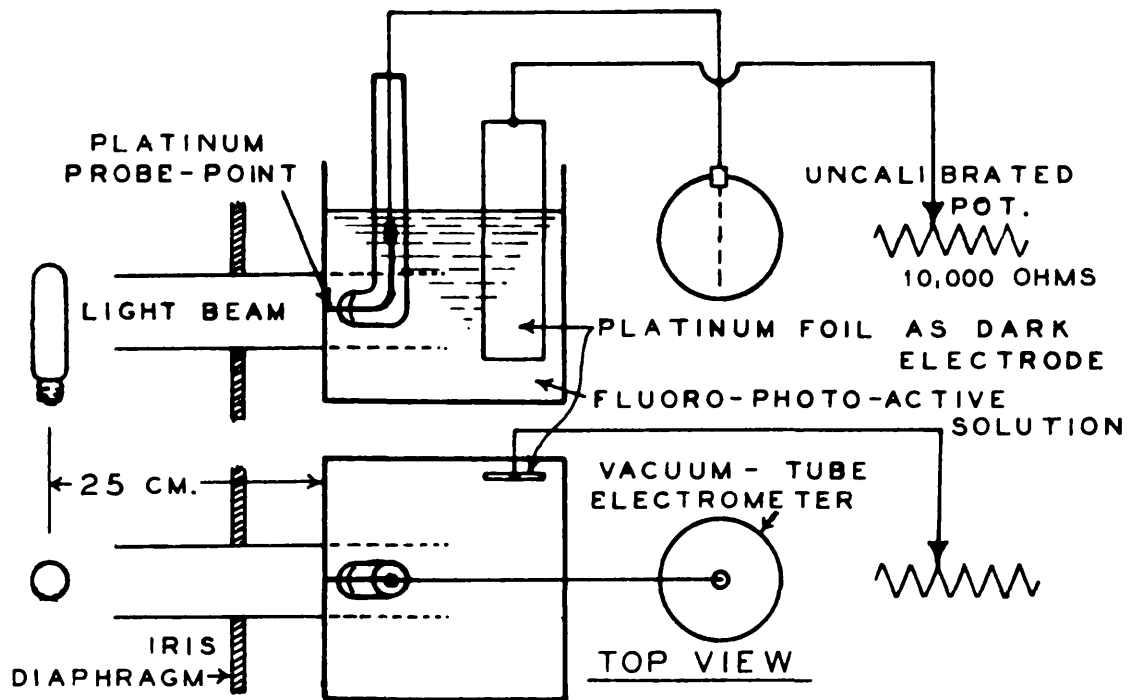 PLATINUM
PROBE-POINT
UNCALIBRATED
POT.
10,000 OHMS
LIGHT BEAM
PLATINUM FOIL AS DARK
ELECTRODE
FLUORO-PHOTO-ACTIVE
SOLUTION
25 CM.
VACUUM-TUBE
ELECTROMETER
IRIS
DIAPHRAGM
TOP VIEW